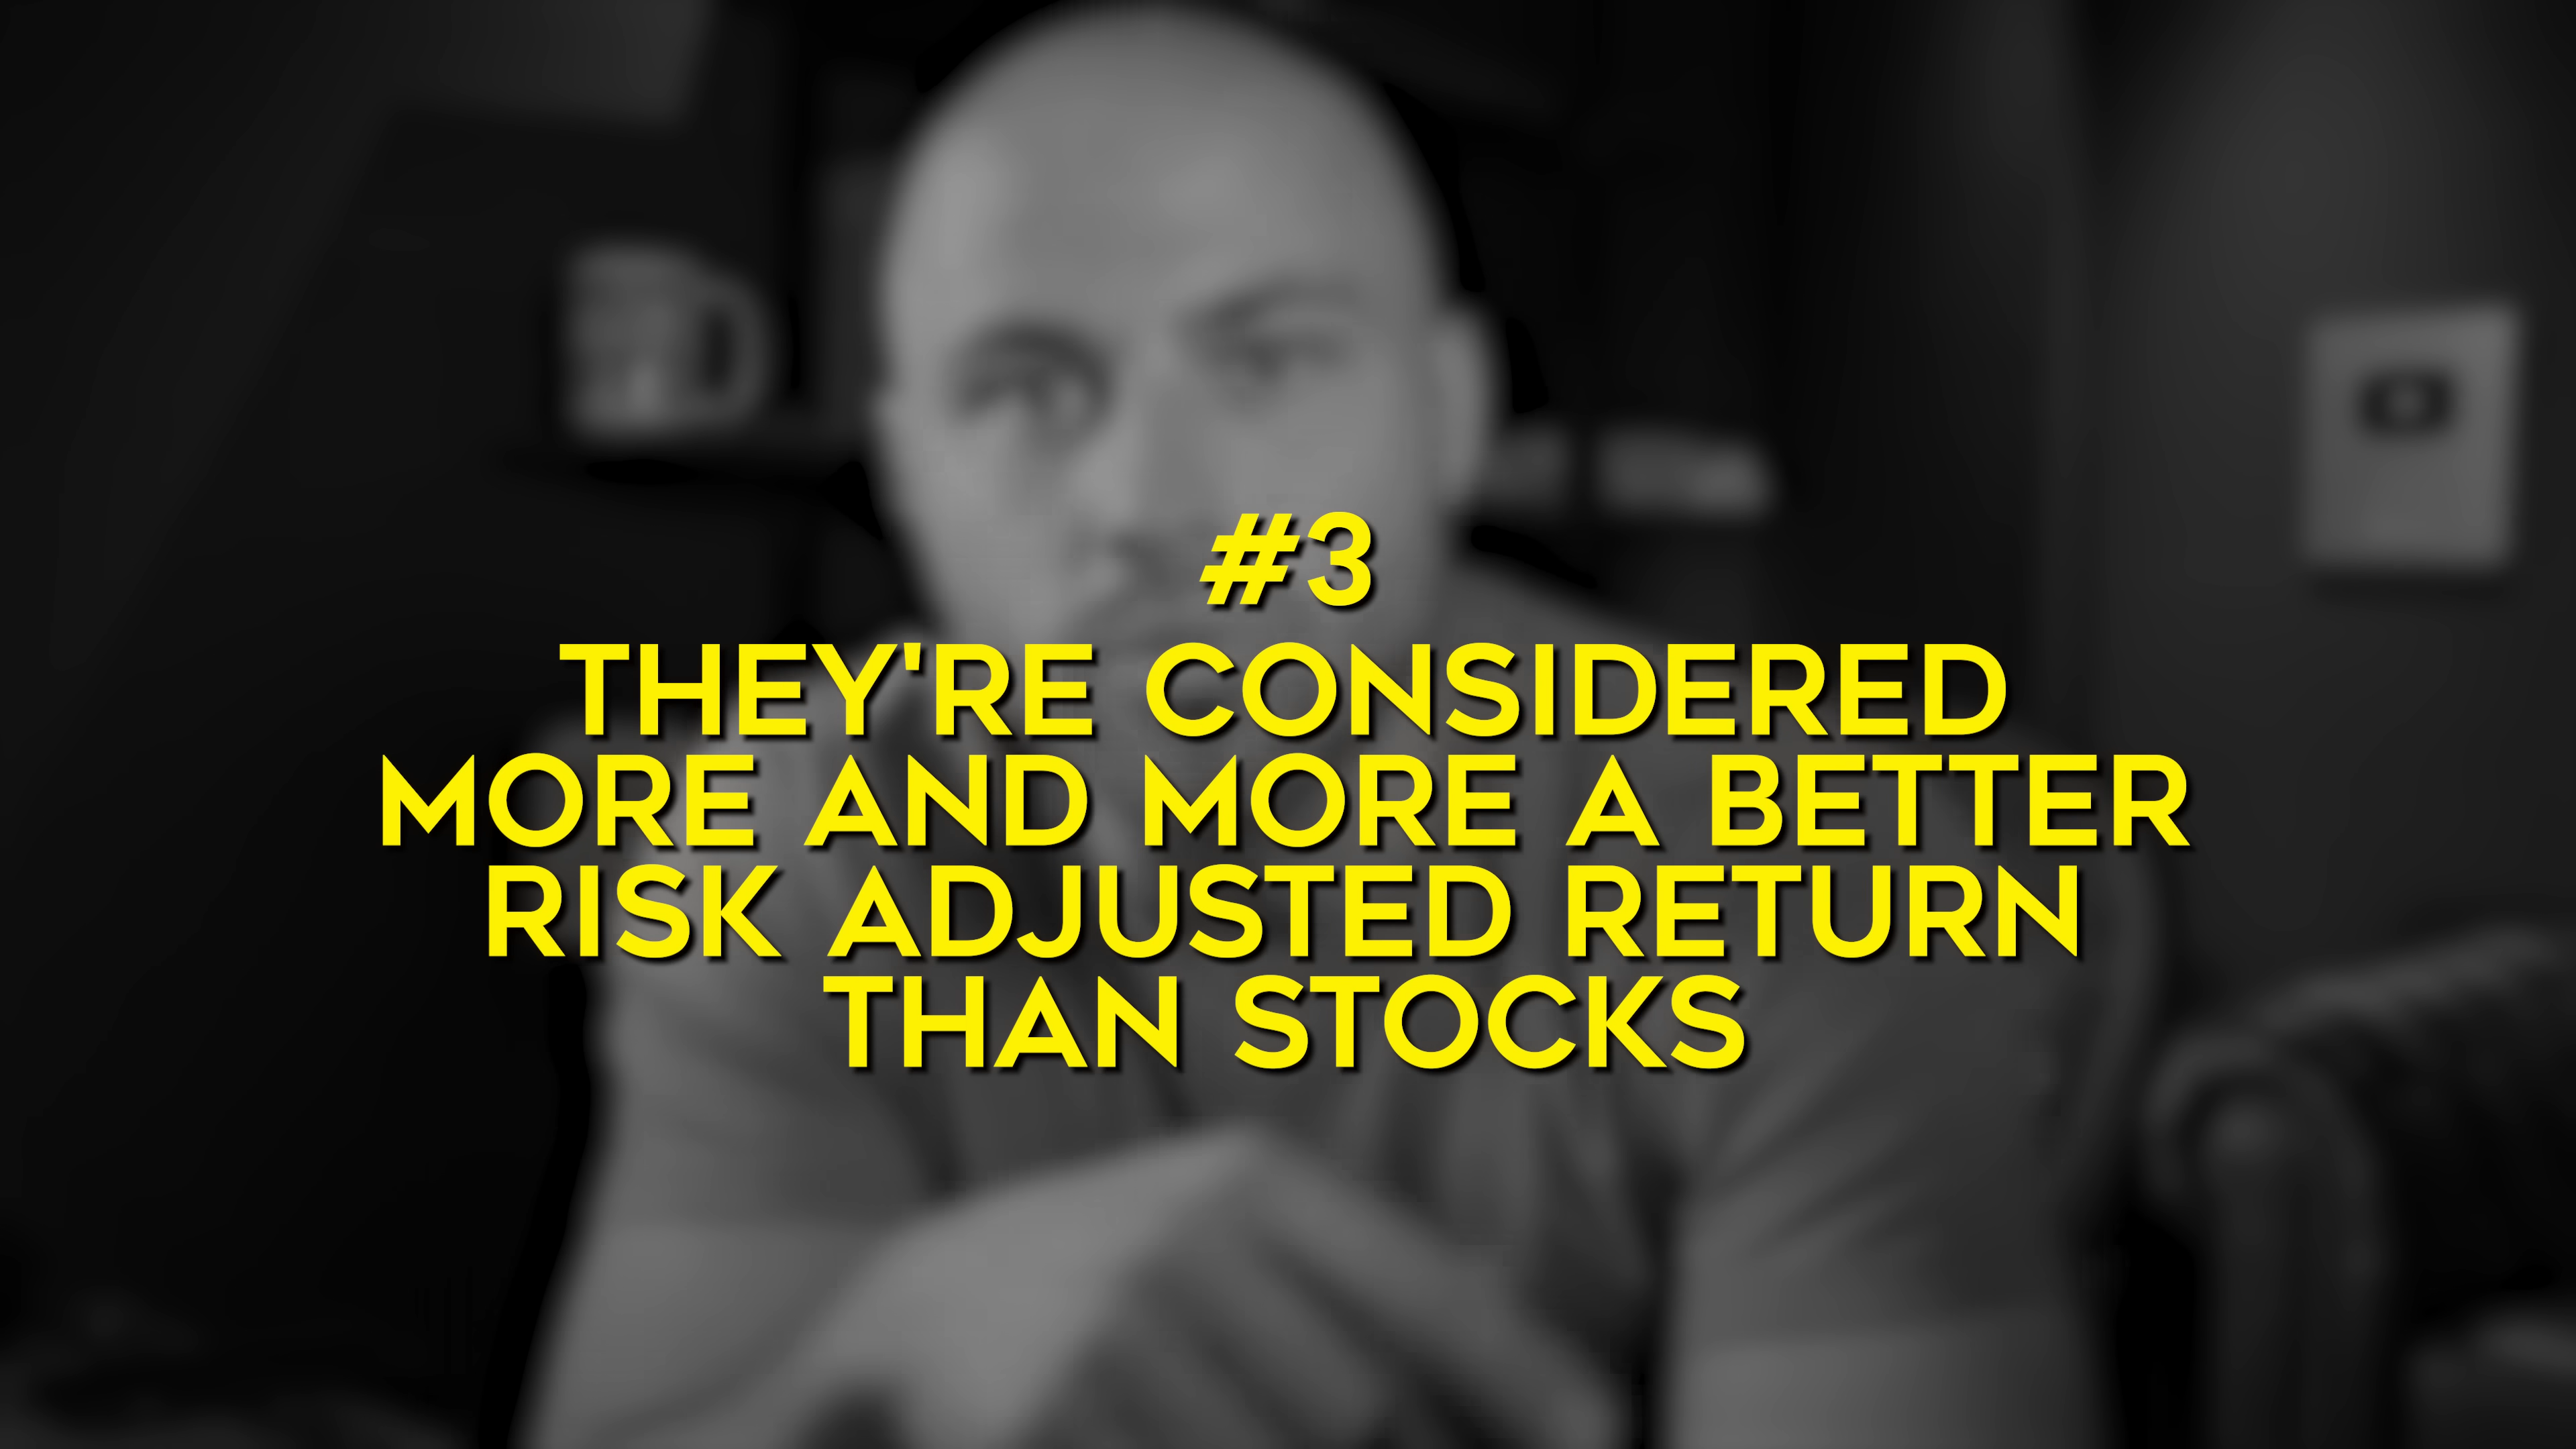 #3
THEY'RE CONSIDERED
MORE AND MORE A BETTER
RISK ADJUSTED RETURN
THAN STOCKS